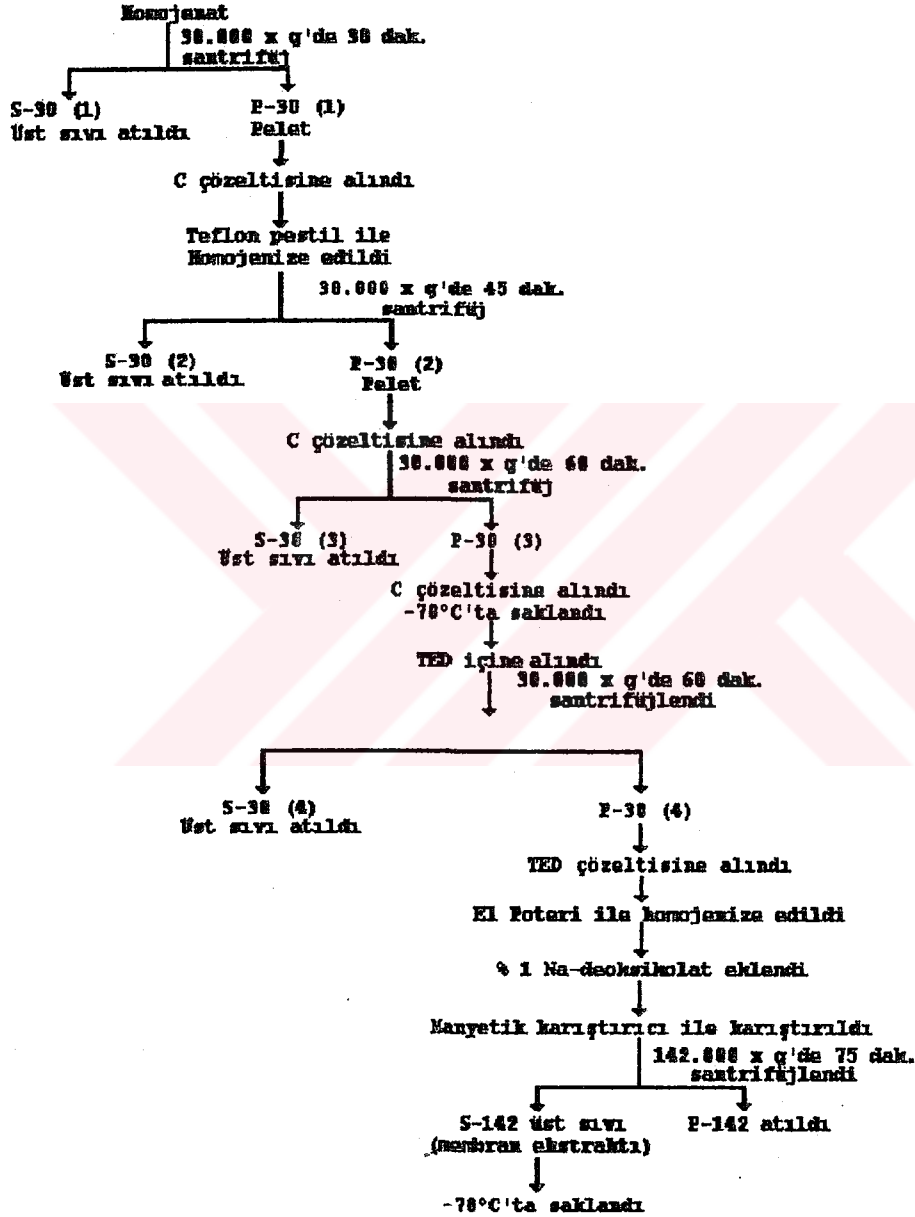 Homojenat
30.000 x g'de 30 dak.
santrifüj
S-30 (1)
Üst sıvı atıldı
P-30 (1)
Pelet
C çözeltisine alındı
Teflon pestil ile
Homojenize edildi
30.000 x g'de 45 dak.
santrifüj
S-30 (2)
Üst sıvı atıldı
P-30 (2)
Pelet
C çözeltisine alındı
30.000 x g'de 60 dak.
santrifüj
S-30 (3)
Üst sıvı atıldı
P-30 (3)
C çözeltisine alındı
-70°C'ta saklandı
TED içine alındı
30.000 x g'de 60 dak.
santrifüjlendi
S-30 (4)
Üst sıvı atıldı
P-30 (4)
TED çözeltisine alındı
El Poteri ile homojenize edildi
% 1 Na-deoksikolat eklendi
Manyetik karıştırıcı ile karıştırıldı
142.000 x g'de 75 dak.
santrifüjlendi
S-142 üst sıvı
(membran ekstraktı)
P-142 atıldı
-70°C'ta saklandı